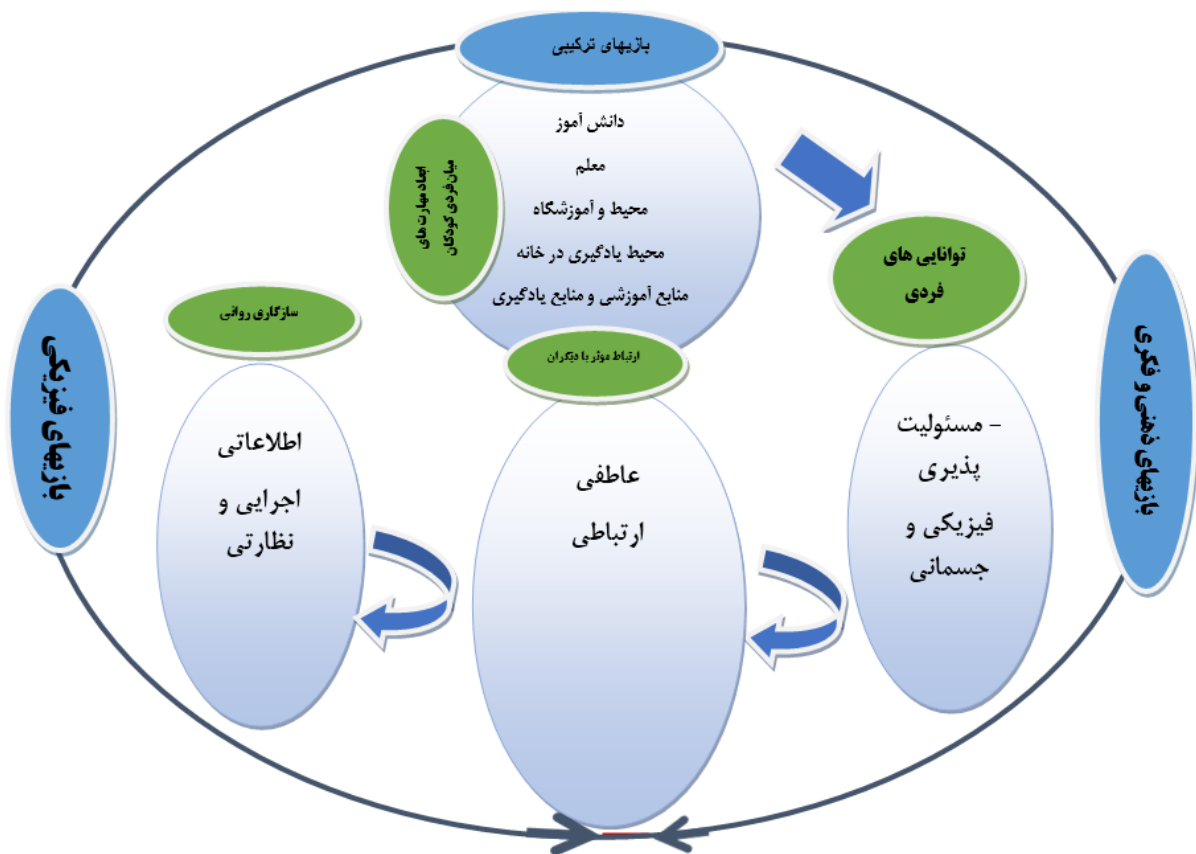 بازیهای ترکیبی
دانش آموز
معلم
محیط و آموزشگاه
محیط یادگیری در خانه
منابع آموزشی و منابع یادگیری
ابعاد مهارت های
میان فردی کودکان
توانایی های
فردی
- مسئولیت
پذیری
فیزیکی و
جسمانی
ارتباط موثر با دیگران
عاطفی
ارتباطی
سازگاری روانی
اطلاعاتی
اجرایی و
نظارتی
بازیهای ذهنی و فکری
بازیهای فیزیکی